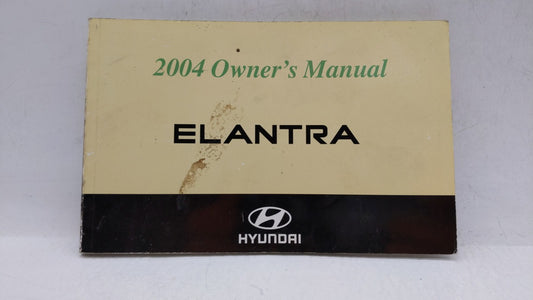 2004 Owner's Manual
ELANTRA
HYUNDAI